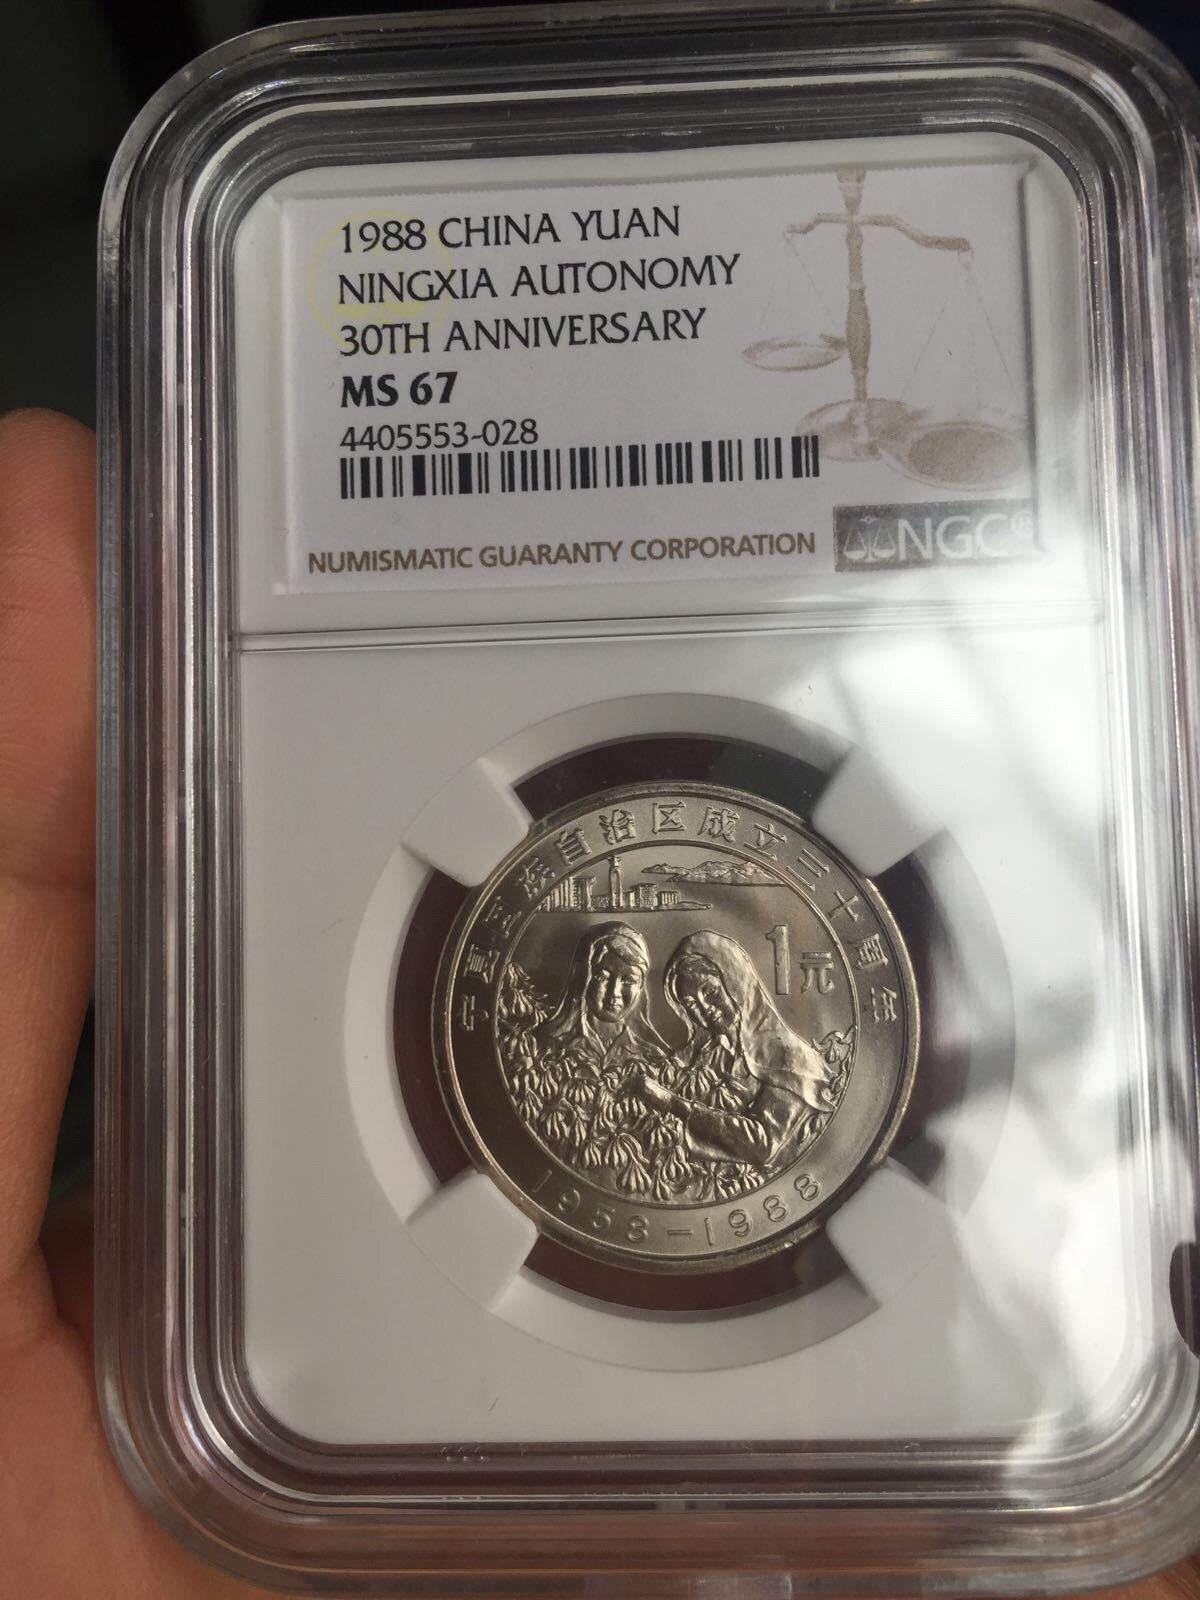 1988 CHINA YUAN
NINGXIA AUTONOMY
30TH ANNIVERSARY
MS 67
4405553-028
NUMISMATIC GUARANTY CORPORATION
NGC®
宁夏回族自治区成立三十周年
1元
1958-1988